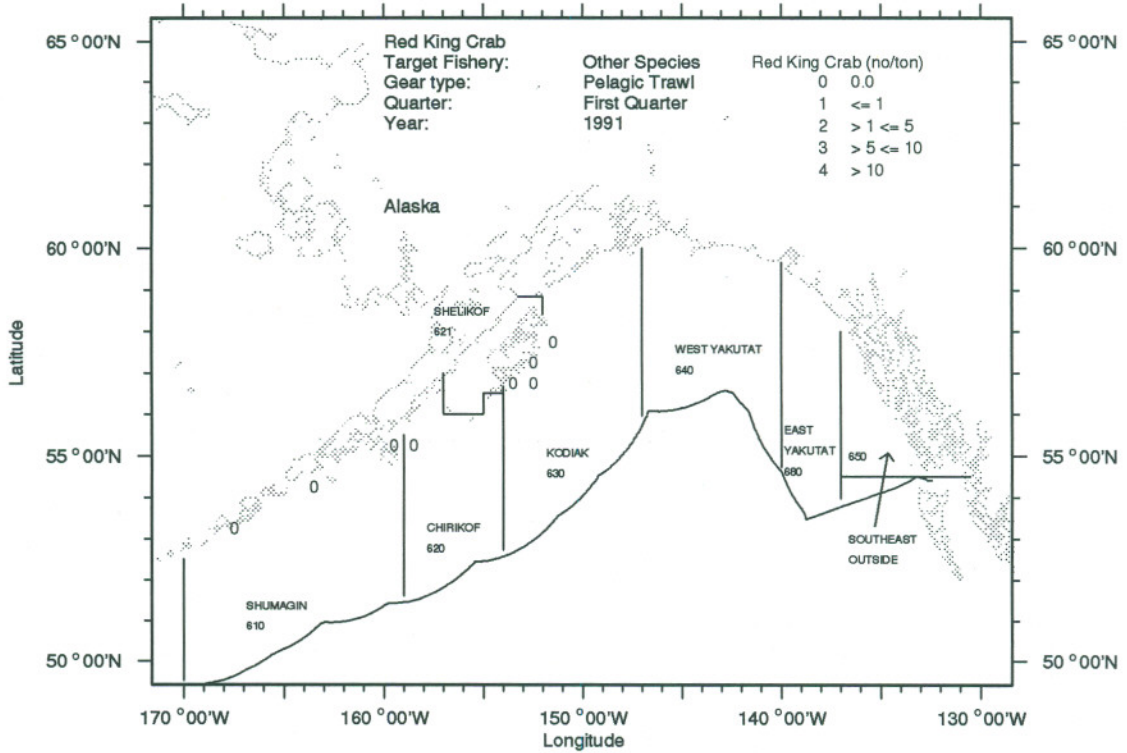 65 °00'N
65 °00'N
Red King Crab
Target Fishery: Other Species
Gear type: Pelagic Trawl
Quarter: First Quarter
Year: 1991
Red King Crab (no/ton)
0 0.0
1 <= 1
2 > 1 <= 5
3 > 5 <= 10
4 > 10
Alaska
60 °00'N
60 °00'N
SHELIKOF
621
0
0
0 0
WEST YAKUTAT
640
Latitude
0 0
0
0
KODIAK
630
EAST
YAKUTAT
680
650
55 °00'N
55 °00'N
CHIRIKOF
620
SOUTHEAST
OUTSIDE
SHUMAGIN
610
50 °00'N
50 °00'N
170 °00'W
160 °00'W
150 °00'W
140 °00'W
130 °00'W
Longitude